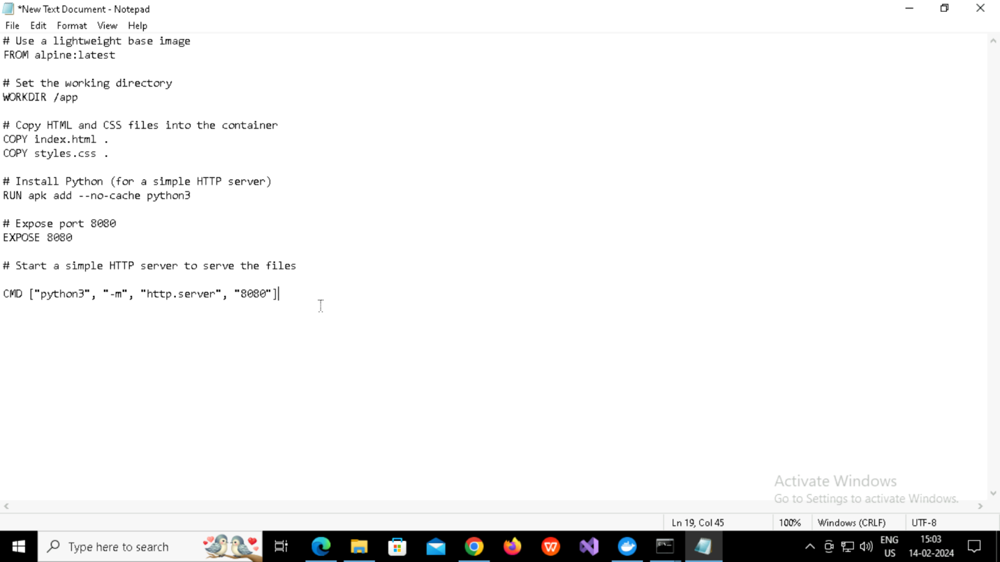 *New Text Document - Notepad
File Edit Format View Help
# Use a lightweight base image
FROM alpine:latest
# Set the working directory
WORKDIR /app
# Copy HTML and CSS files into the container
COPY index.html .
COPY styles.css .
# Install Python (for a simple HTTP server)
RUN apk add --no-cache python3
# Expose port 8080
EXPOSE 8080
# Start a simple HTTP server to serve the files
CMD ["python3", "-m", "http.server", "8080"]
Activate Windows
Go to Settings to activate Windows.
Ln 19, Col 45 100% Windows (CRLF) UTF-8
Type here to search
ENG 15:03
US 14-02-2024